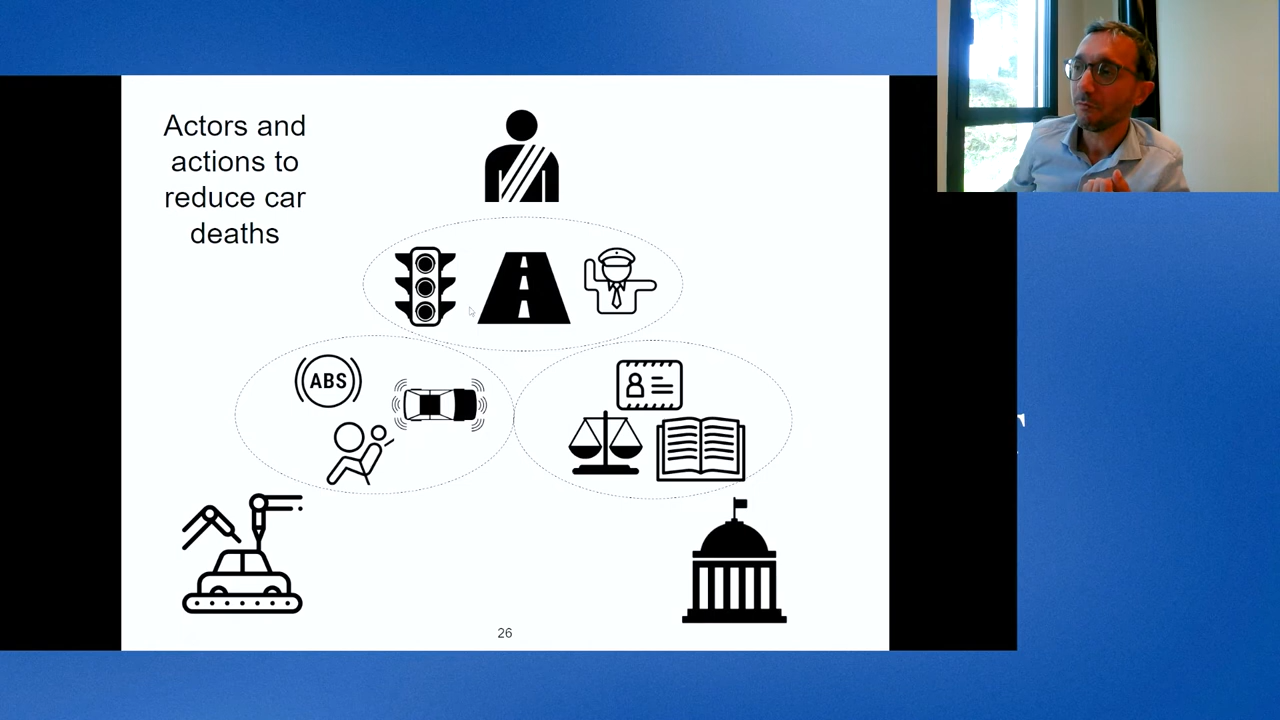 Actors and
actions to
reduce car
deaths
ABS
26